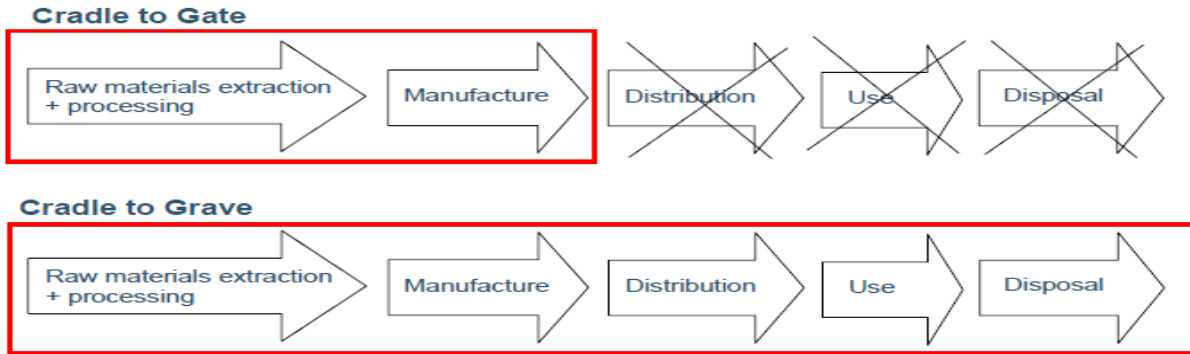 Cradle to Gate
Raw materials extraction
+ processing
Manufacture
Distribution
Use
Disposal
Cradle to Grave
Raw materials extraction
+ processing
Manufacture
Distribution
Use
Disposal